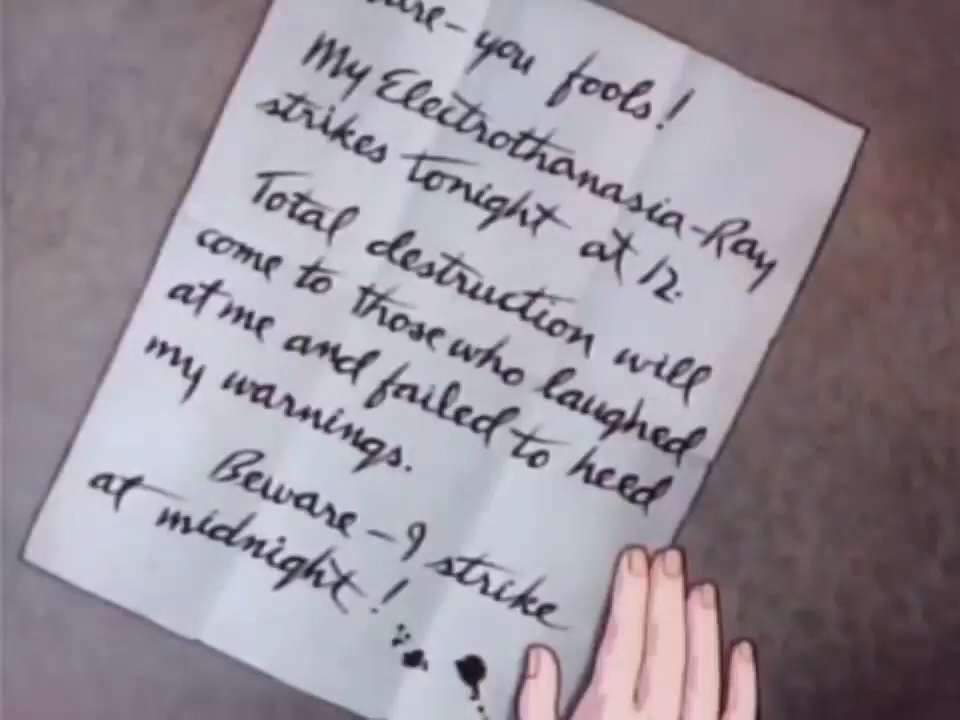 you fools!
My Electrothanasia-Ray
strikes tonight at 12.
Total destruction will
come to those who laughed
at me and failed to heed
my warnings.
Beware - I strike
at midnight!